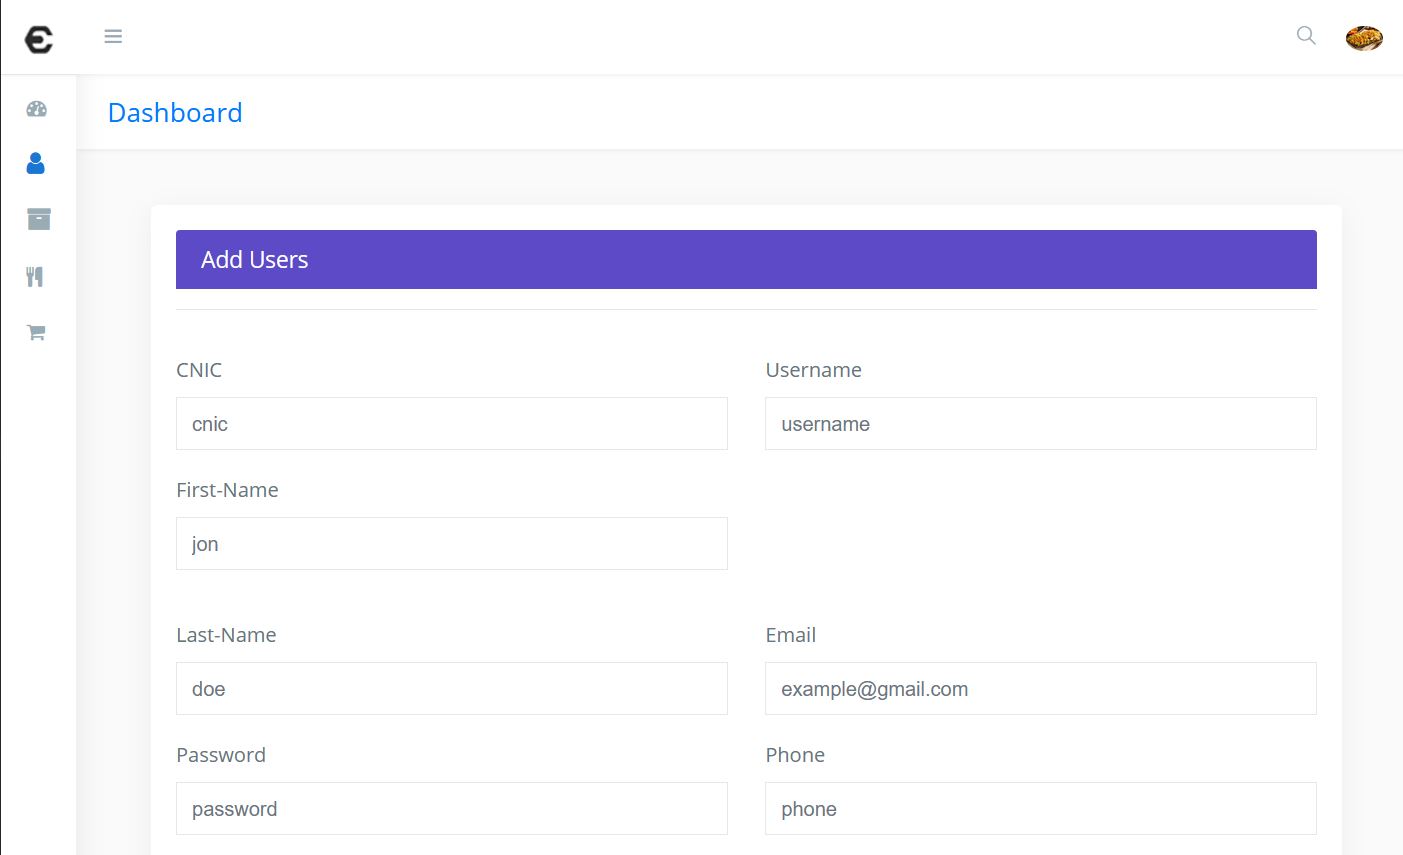 Dashboard
Add Users
CNIC
Username
cnic
username
First-Name
jon
Last-Name
Email
doe
example@gmail.com
Password
Phone
password
phone